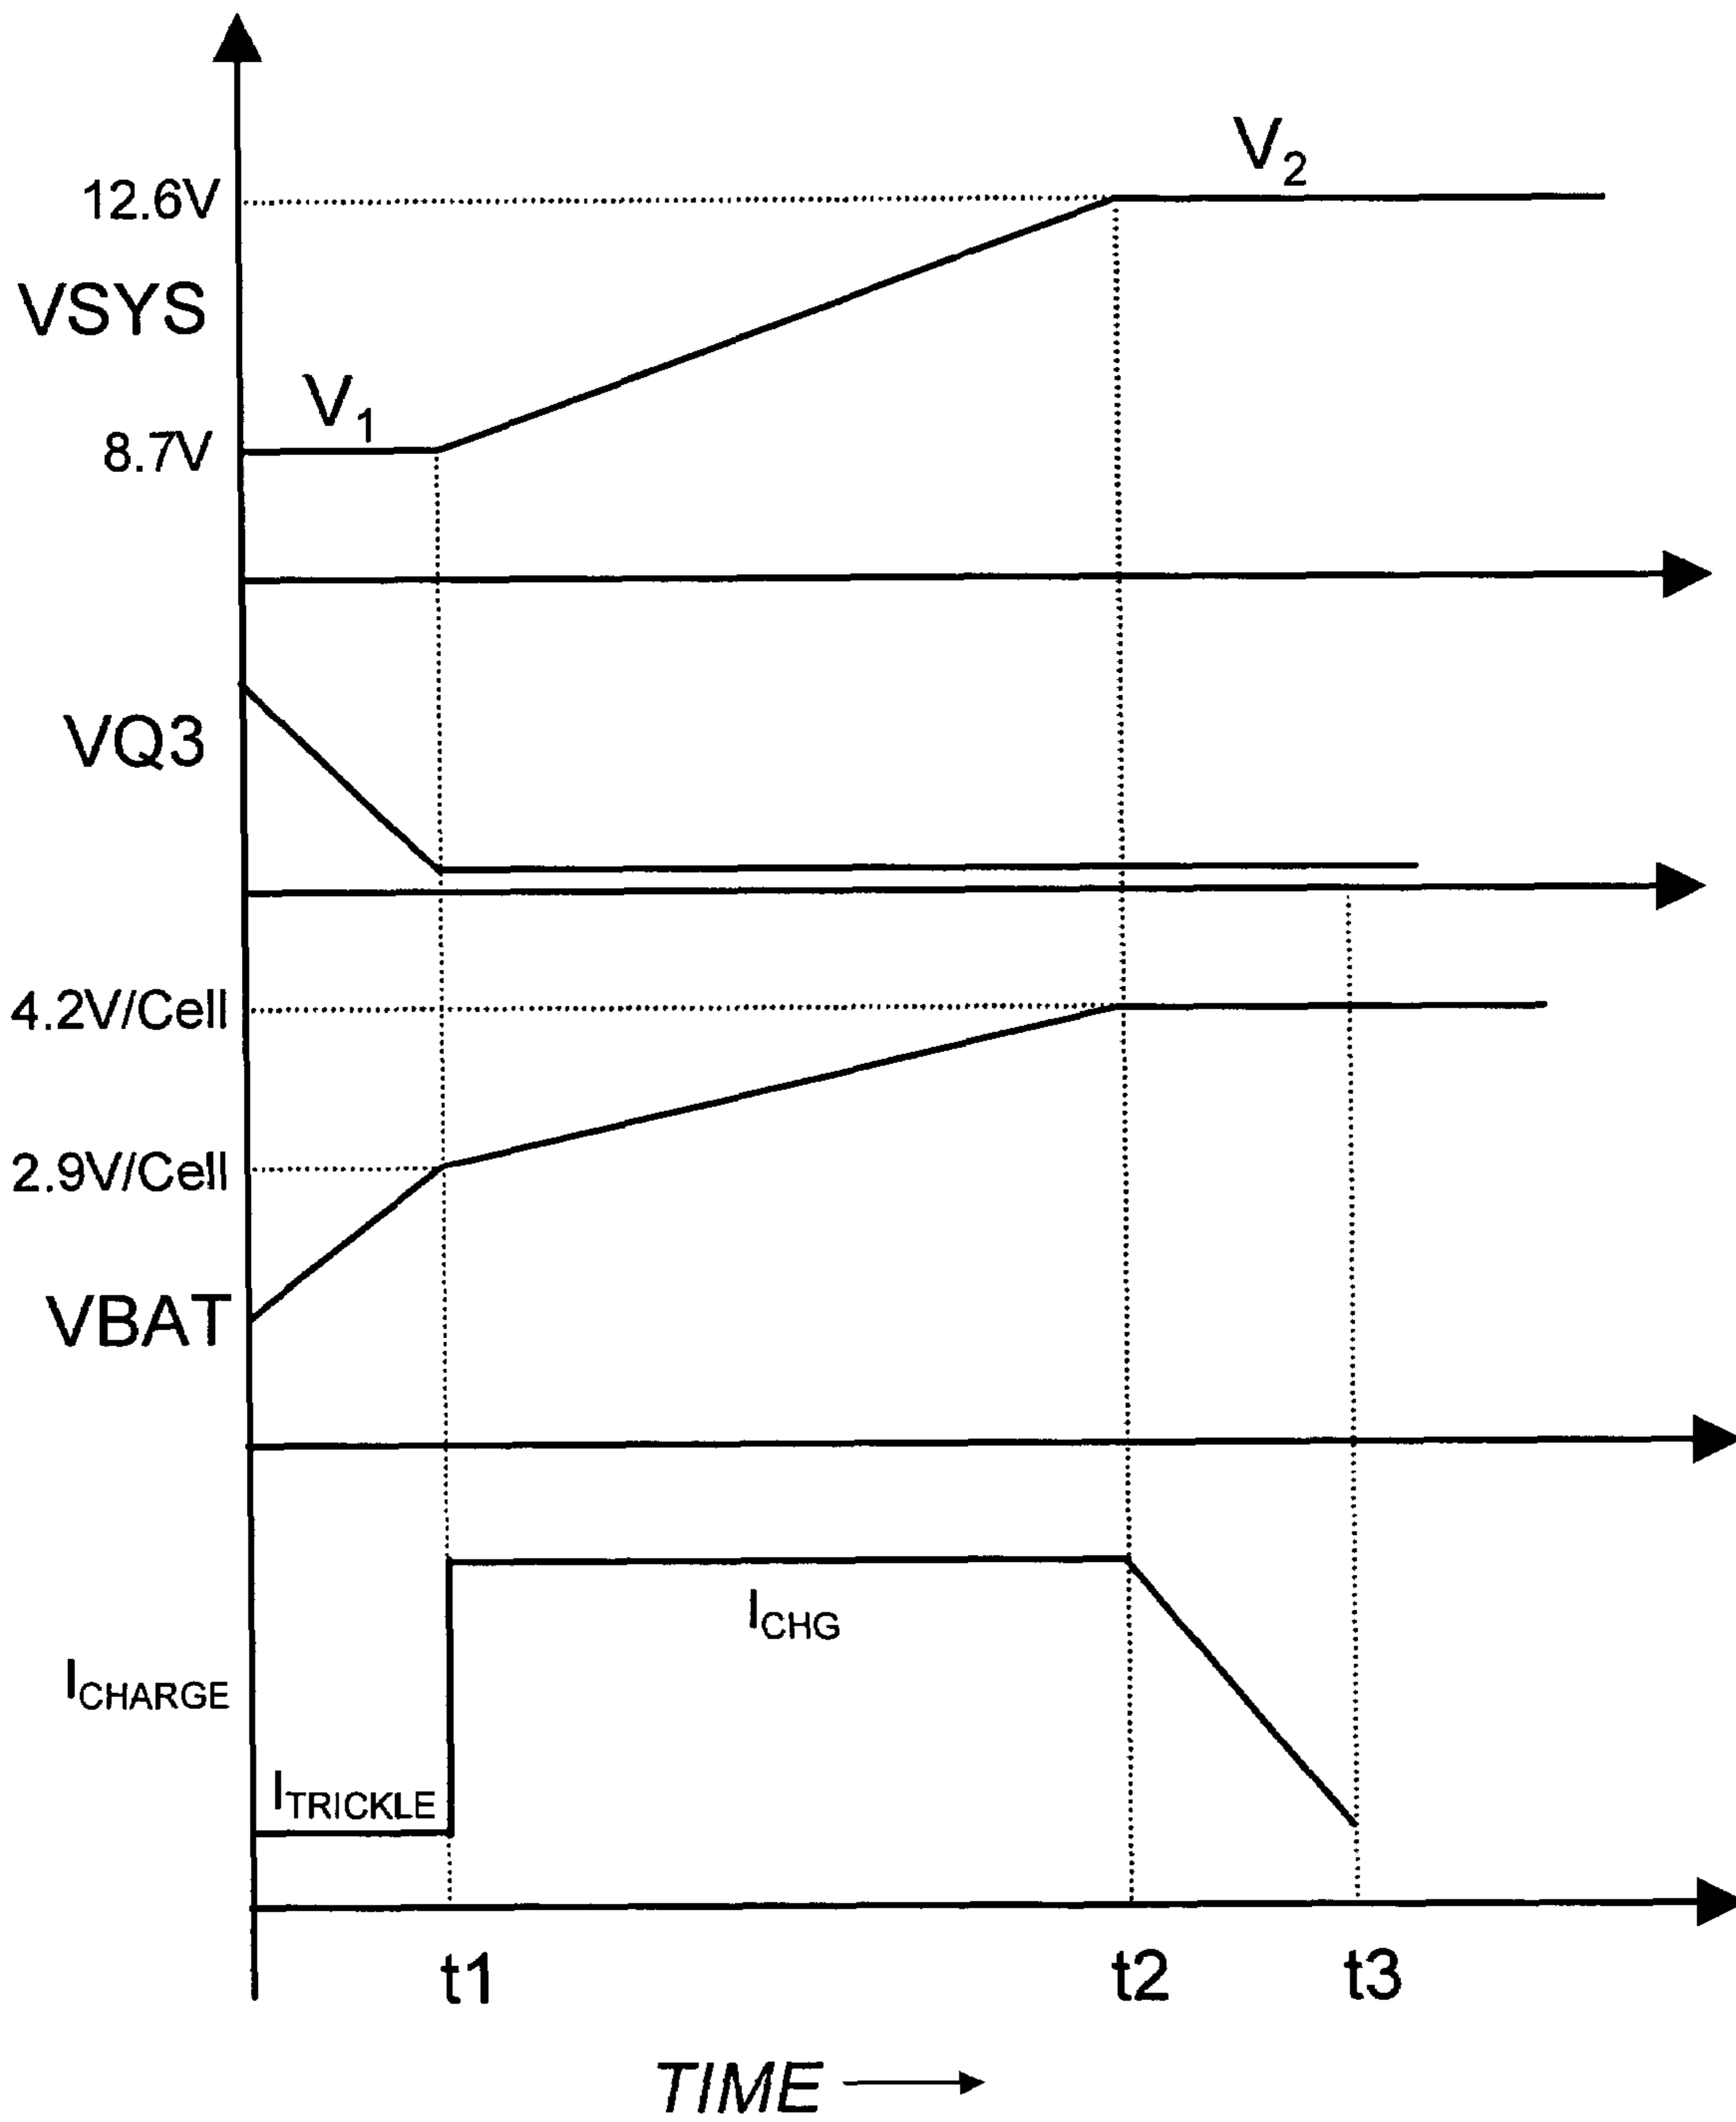 V2
12.6V
VSYS
V1
8.7V
VQ3
4.2V/Cell
2.9V/Cell
VBAT
ICHG
ICHARGE
ITRICKLE
t1 t2 t3
TIME